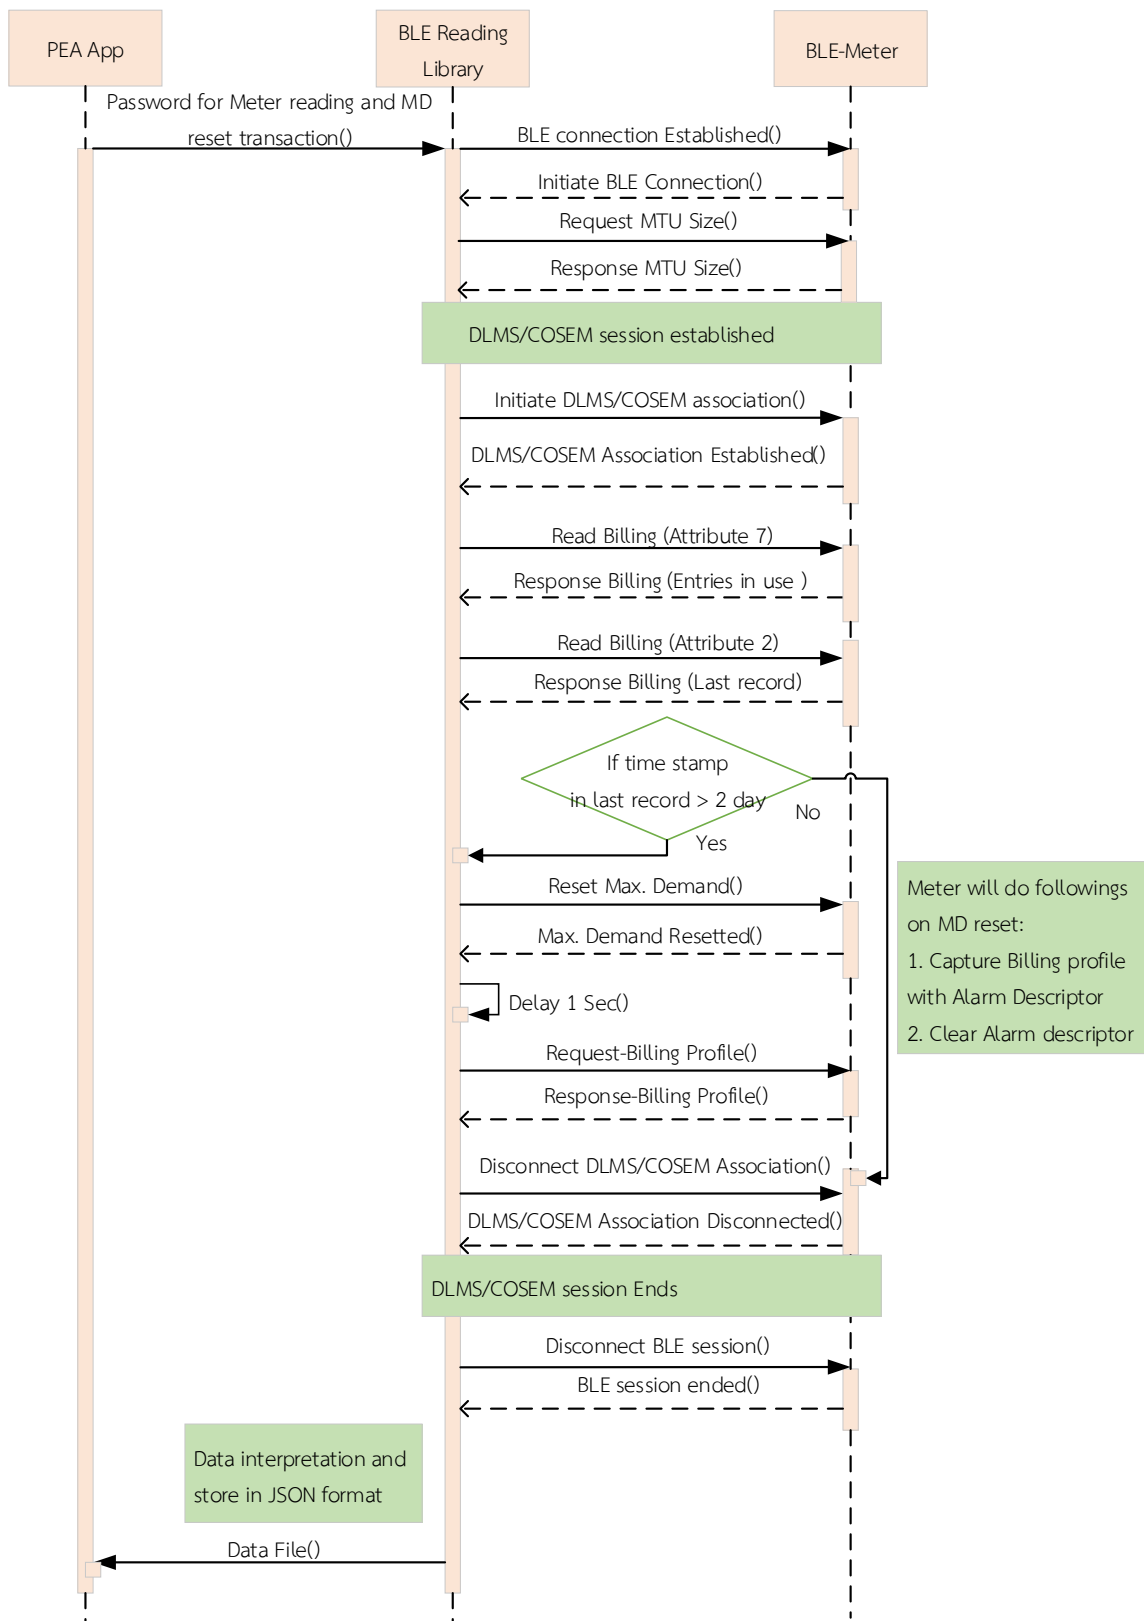 PEA App
BLE Reading
Library
BLE-Meter
Password for Meter reading and MD
reset transaction()
BLE connection Established()
Initiate BLE Connection()
Request MTU Size()
Response MTU Size()
DLMS/COSEM session established
Initiate DLMS/COSEM association()
DLMS/COSEM Association Established()
Read Billing (Attribute 7)
Response Billing (Entries in use )
Read Billing (Attribute 2)
Response Billing (Last record)
If time stamp
in last record > 2 day
No
Yes
Reset Max. Demand()
Max. Demand Resetted()
Delay 1 Sec()
Meter will do followings
on MD reset:
1. Capture Billing profile
with Alarm Descriptor
2. Clear Alarm descriptor
Request-Billing Profile()
Response-Billing Profile()
Disconnect DLMS/COSEM Association()
DLMS/COSEM Association Disconnected()
DLMS/COSEM session Ends
Disconnect BLE session()
BLE session ended()
Data interpretation and
store in JSON format
Data File()